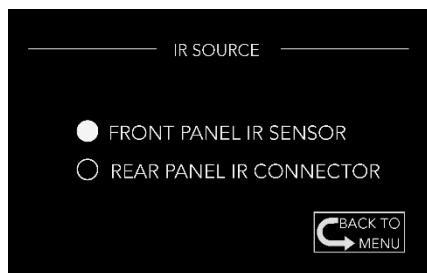 IR SOURCE
FRONT PANEL IR SENSOR
REAR PANEL IR CONNECTOR
BACK TO
MENU